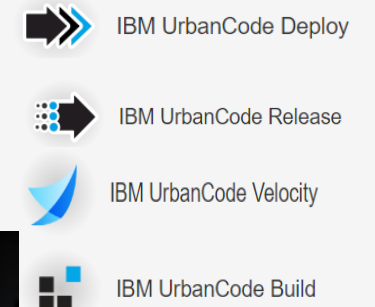 IBM UrbanCode Deploy
IBM UrbanCode Release
IBM UrbanCode Velocity
IBM UrbanCode Build